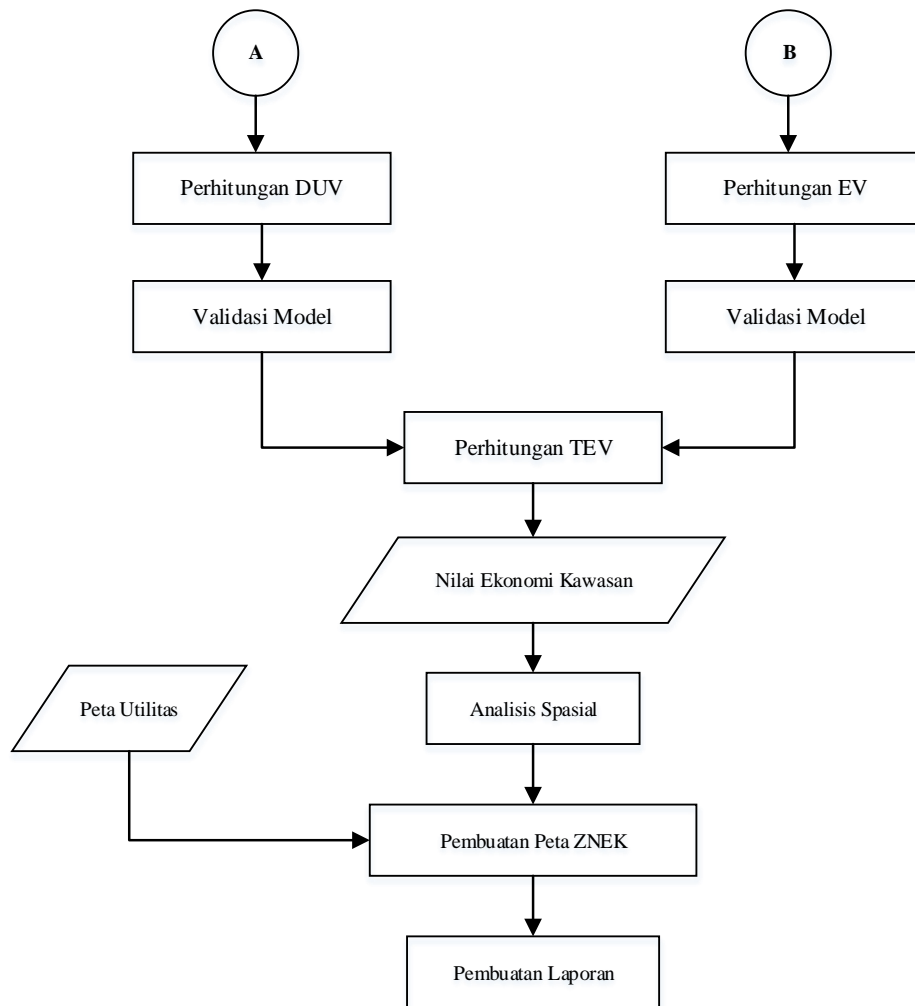 A
B
Perhitungan DUV
Perhitungan EV
Validasi Model
Validasi Model
Perhitungan TEV
Nilai Ekonomi Kawasan
Peta Utilitas
Analisis Spasial
Pembuatan Peta ZNEK
Pembuatan Laporan